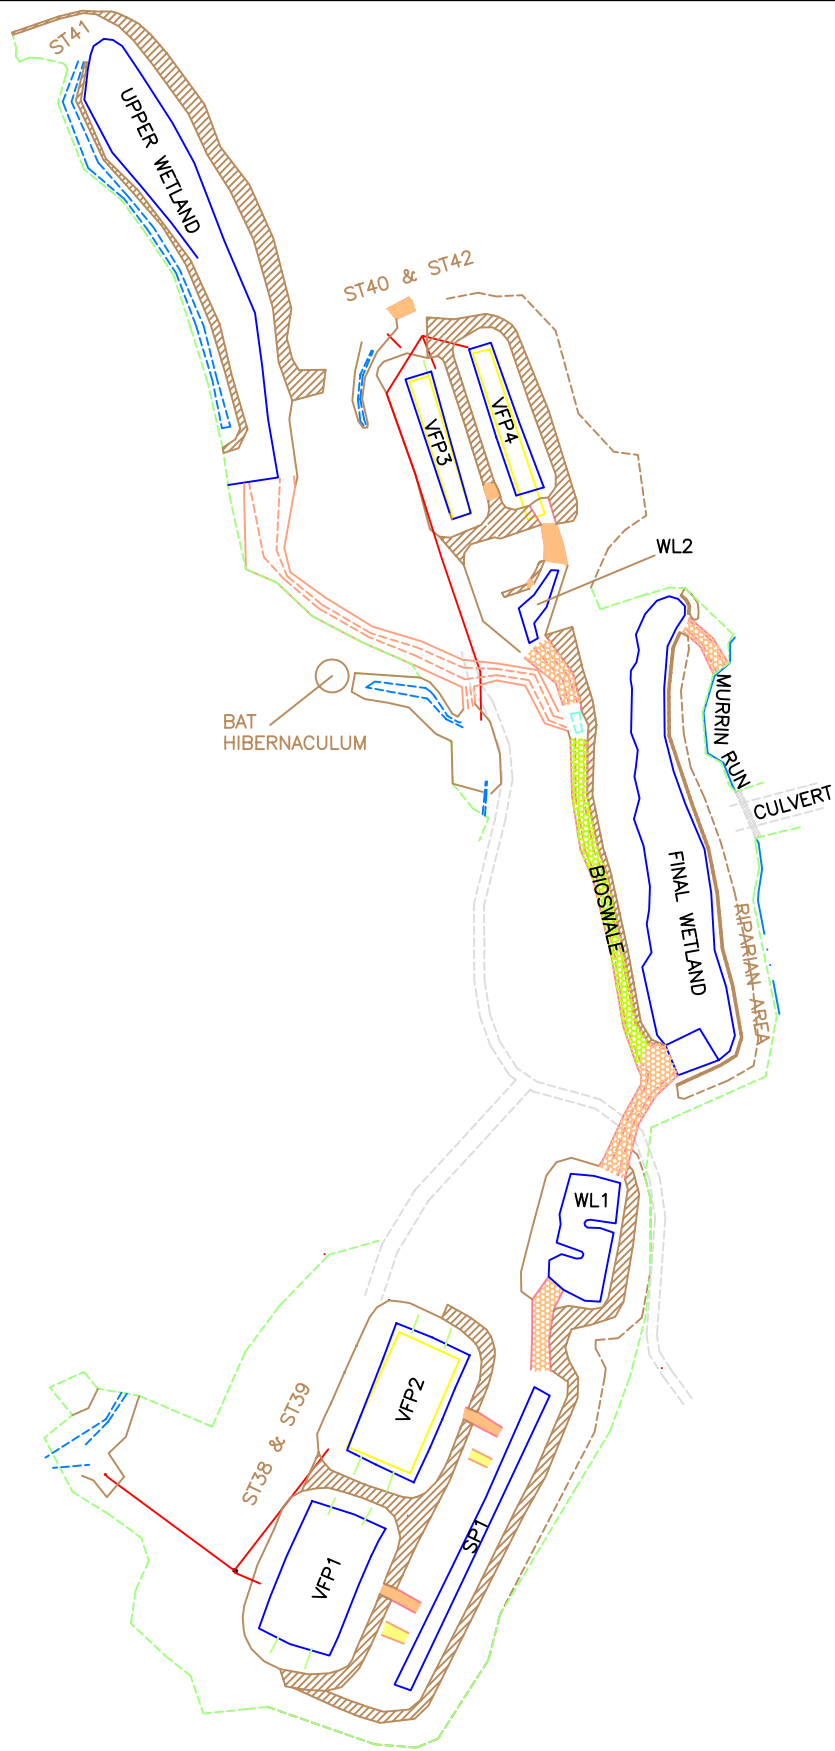 ST41
UPPER WETLAND
ST40 & ST42
VFP3
VFP4
WL2
BAT
HIBERNACULUM
MURRIN RUN
CULVERT
BIOSWALE
FINAL WETLAND
RIPARIAN AREA
WL1
VFP2
ST38 & ST39
SP1
VFP1